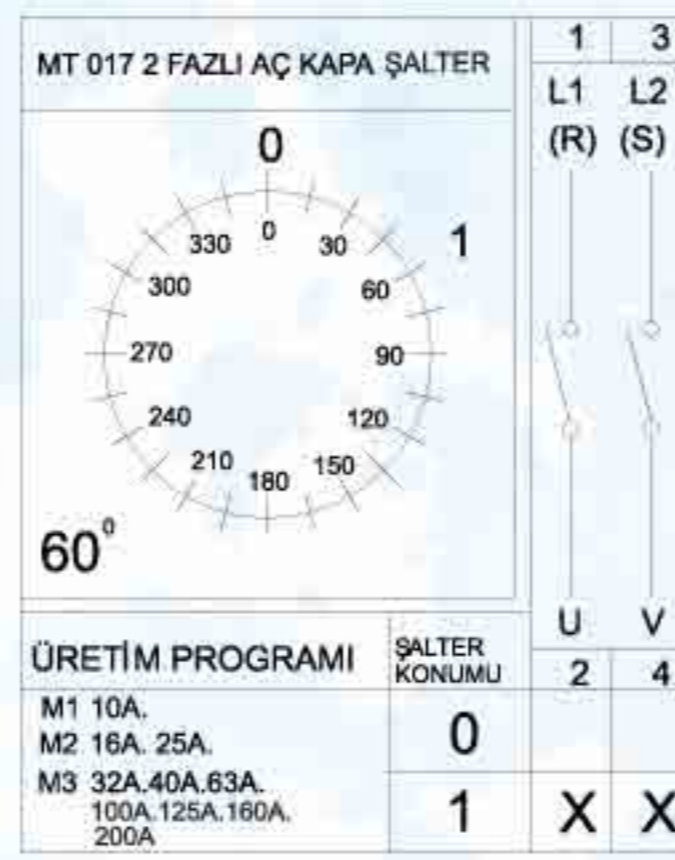 MT 017 2 FAZLI AÇ KAPA ŞALTER
0
1
0
30
60
90
120
150
180
210
240
270
300
330
60⁰
1 3
L1 L2
(R) (S)
U V
2 4
ÜRETİM PROGRAMI
ŞALTER
KONUMU
M1 10A.
M2 16A. 25A.
M3 32A.40A.63A.
100A.125A.160A.
200A
0
1 X X